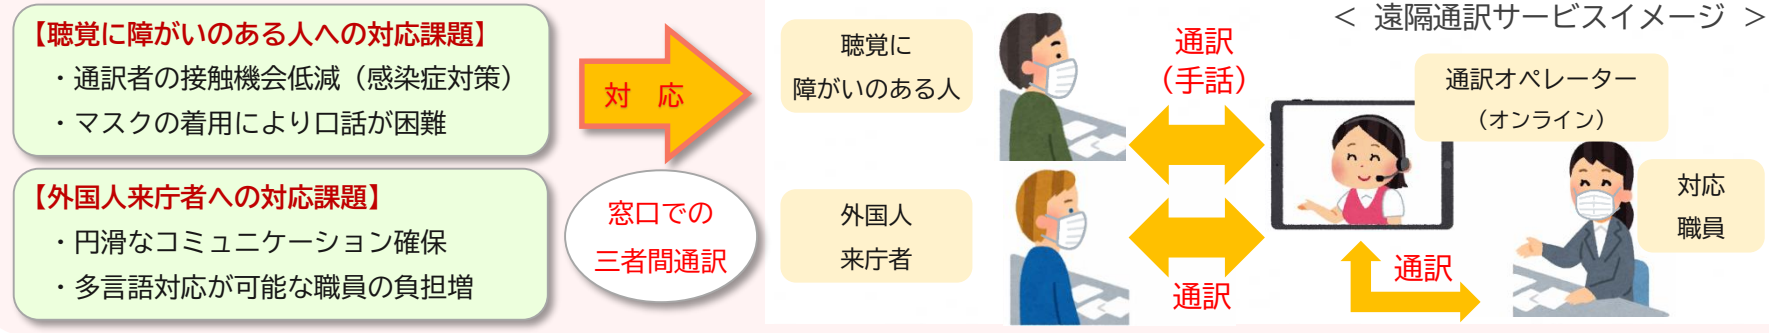 【聴覚に障がいのある人への対応課題】
・通訳者の接触機会低減（感染症対策）
・マスクの着用により口話が困難
【外国人来庁者への対応課題】
・円滑なコミュニケーション確保
・多言語対応が可能な職員の負担増
対　応
窓口での
三者間通訳
＜ 遠隔通訳サービスイメージ ＞
聴覚に
障がいのある人
通訳
（手話）
通訳オペレーター
（オンライン）
外国人
来庁者
通訳
通訳
対応
職員